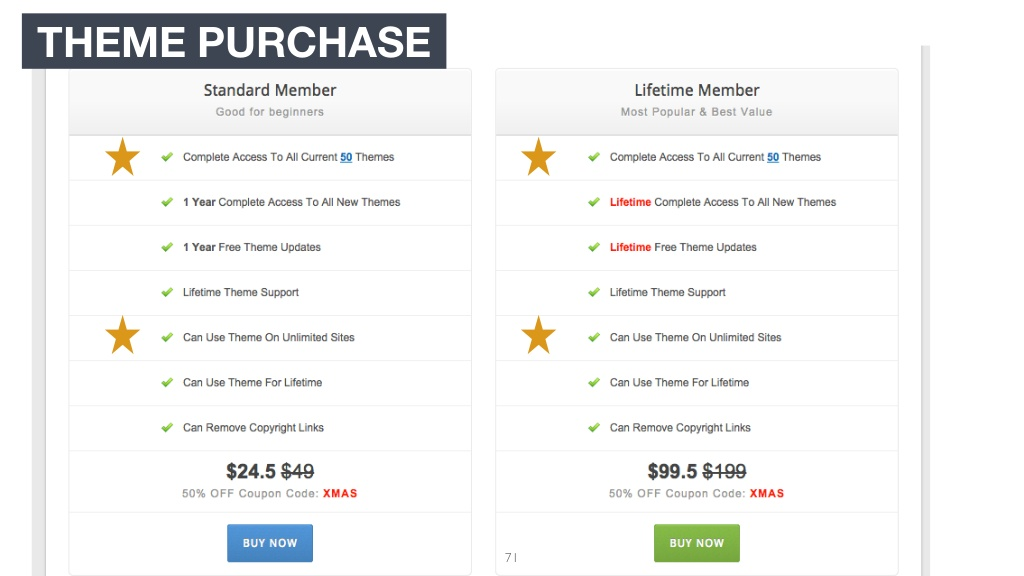 THEME PURCHASE
Standard Member
Good for beginners
Complete Access To All Current 50 Themes
1 Year Complete Access To All New Themes
1 Year Free Theme Updates
Lifetime Theme Support
Can Use Theme On Unlimited Sites
Can Use Theme For Lifetime
Can Remove Copyright Links
$24.5 $49
50% OFF Coupon Code: XMAS
BUY NOW
Lifetime Member
Most Popular & Best Value
Complete Access To All Current 50 Themes
Lifetime Complete Access To All New Themes
Lifetime Free Theme Updates
Lifetime Theme Support
Can Use Theme On Unlimited Sites
Can Use Theme For Lifetime
Can Remove Copyright Links
$99.5 $199
50% OFF Coupon Code: XMAS
BUY NOW
71